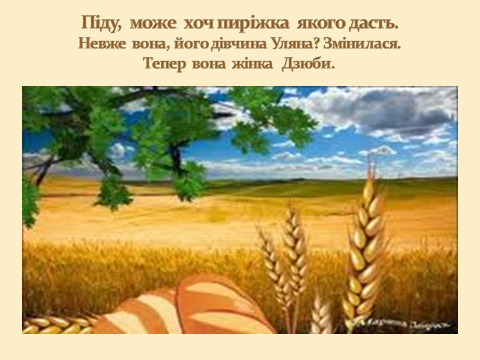 Піду, може хоч пиріжка якого дасть.
Невже вона, його дівчина Уляна? Змінилася.
Тепер вона жінка Дзюби.